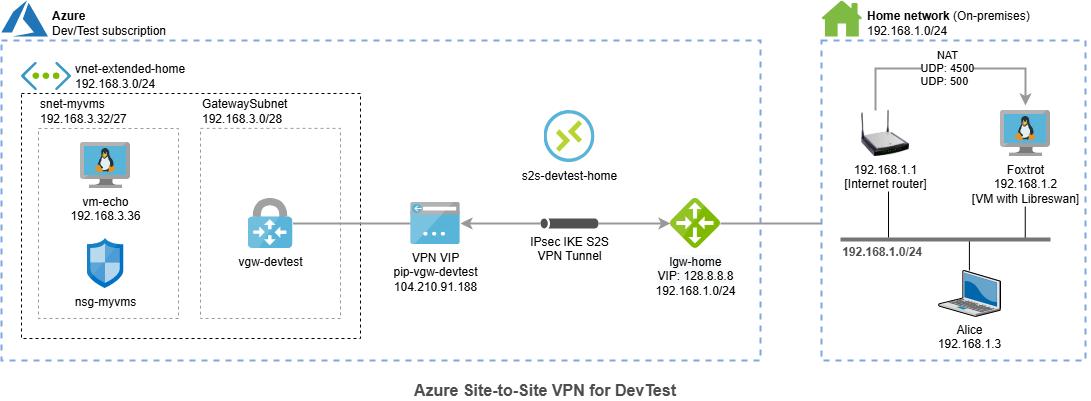 Azure
Dev/Test subscription
vnet-extended-home
192.168.3.0/24
snet-myvms
192.168.3.32/27
vm-echo
192.168.3.36
nsg-myvms
GatewaySubnet
192.168.3.0/28
vgw-devtest
VPN VIP
pip-vgw-devtest
104.210.91.188
s2s-devtest-home
IPsec IKE S2S
VPN Tunnel
lgw-home
VIP: 128.8.8.8
192.168.1.0/24
Home network (On-premises)
192.168.1.0/24
NAT
UDP: 4500
UDP: 500
192.168.1.1
[Internet router]
Foxtrot
192.168.1.2
[VM with Libreswan]
192.168.1.0/24
Alice
192.168.1.3
Azure Site-to-Site VPN for DevTest